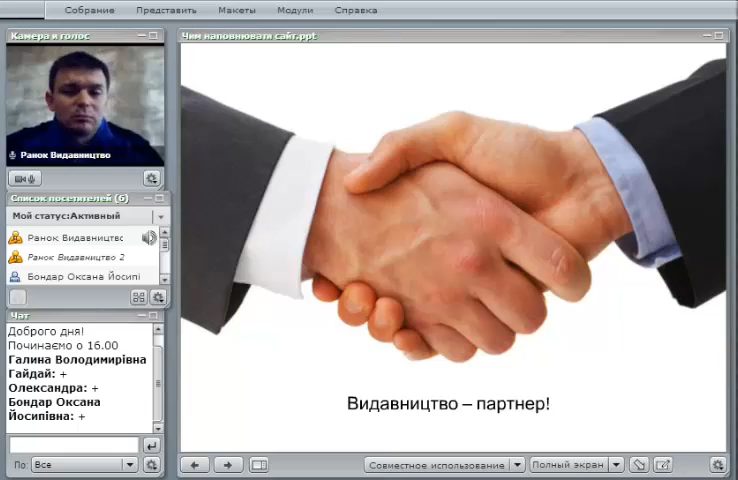 Собрание Представить Макеты Модули Справка
Камера и голос
Ранок Видавництво
Список посетителей (6)
Мой статус:Активный
Ранок Видавництвс
Ранок Видавництво 2
Бондар Оксана Йосипі
Чат
Доброго дня!
Починаємо о 16.00
Галина Володимирівна
Гайдай: +
Олександра: +
Бондар Оксана
Йосипівна: +
По: Все
Чим наповнювати сайт.ppt
Видавництво – партнер!
Совместное использование Полный экран